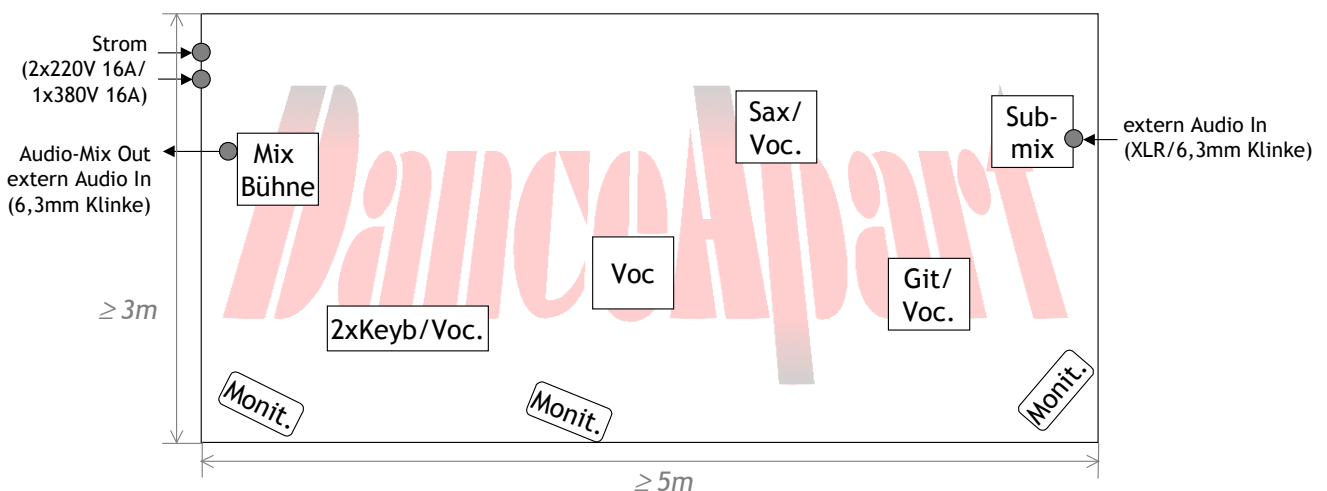 Strom
(2x220V 16A/
1x380V 16A)
Audio-Mix Out
extern Audio In
(6,3mm Klinke)
Mix
Bühne
Sax/
Voc.
Sub-
mix
extern Audio In
(XLR/6,3mm Klinke)
DanceApart
Voc
Git/
Voc.
2xKeyb/Voc.
≥3m
Monit.
Monit.
Monit.
≥5m